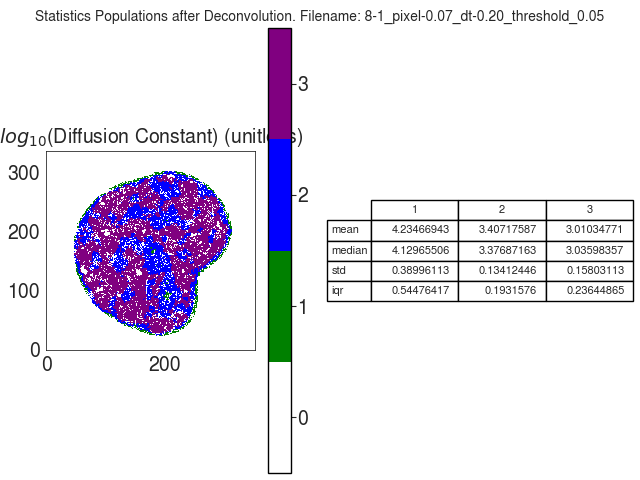 Statistics Populations after Deconvolution. Filename: 8-1_pixel-0.07_dt-0.20_threshold_0.05
log10(Diffusion Constant) (unitless)
300
200
100
0
0 200
3
2
1
0
1 2 3
mean 4.23466943 3.40717587 3.01034771
median 4.12965506 3.37687163 3.03598357
std 0.38996113 0.13412446 0.15803113
iqr 0.54476417 0.1931576 0.23644865